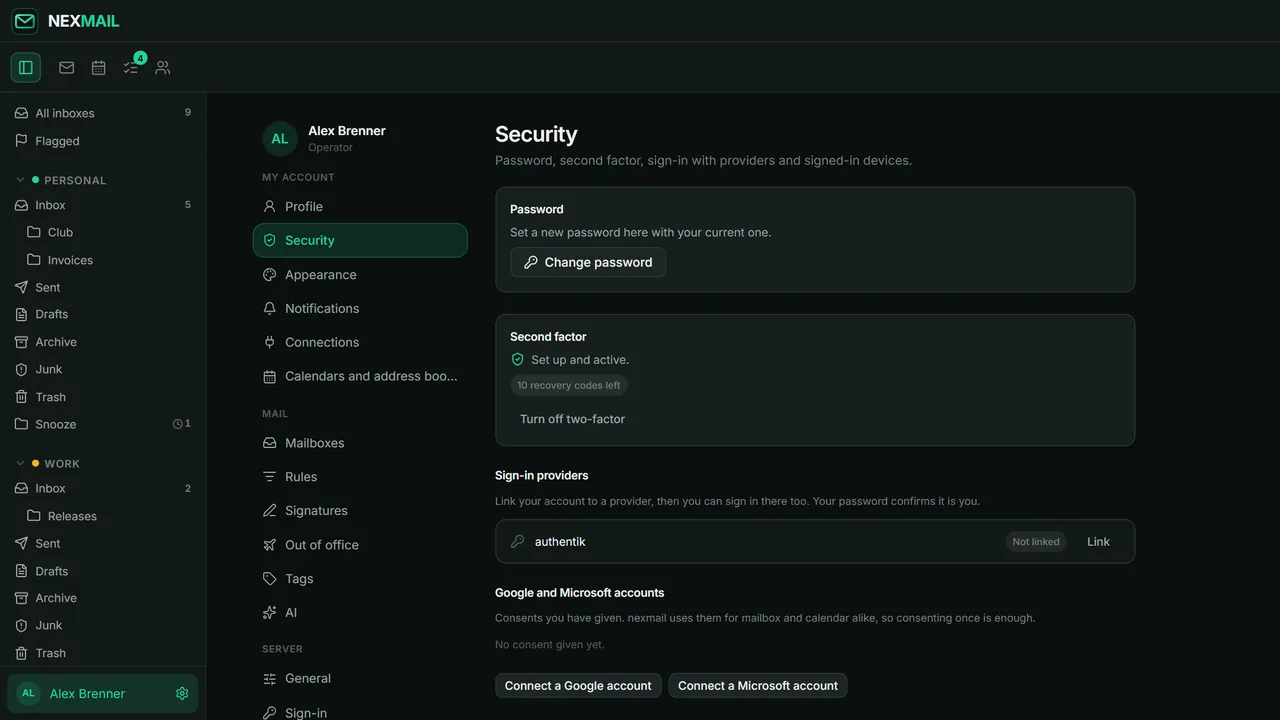 NEXMAIL
4
All inboxes 9
Flagged
PERSONAL
Inbox 5
Club
Invoices
Sent
Drafts
Archive
Junk
Trash
Snooze 1
WORK
Inbox 2
Releases
Sent
Drafts
Archive
Junk
Trash
AL Alex Brenner
AL
Alex Brenner
Operator
MY ACCOUNT
Profile
Security
Appearance
Notifications
Connections
Calendars and address boo...
MAIL
Mailboxes
Rules
Signatures
Out of office
Tags
AI
SERVER
General
Sign-in
Security
Password, second factor, sign-in with providers and signed-in devices.
Password
Set a new password here with your current one.
Change password
Second factor
Set up and active.
10 recovery codes left
Turn off two-factor
Sign-in providers
Link your account to a provider, then you can sign in there too. Your password confirms it is you.
authentik Not linked Link
Google and Microsoft accounts
Consents you have given. nexmail uses them for mailbox and calendar alike, so consenting once is enough.
No consent given yet.
Connect a Google account Connect a Microsoft account